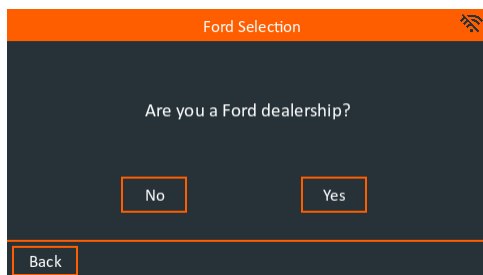 Ford Selection
Are you a Ford dealership?
No
Yes
Back